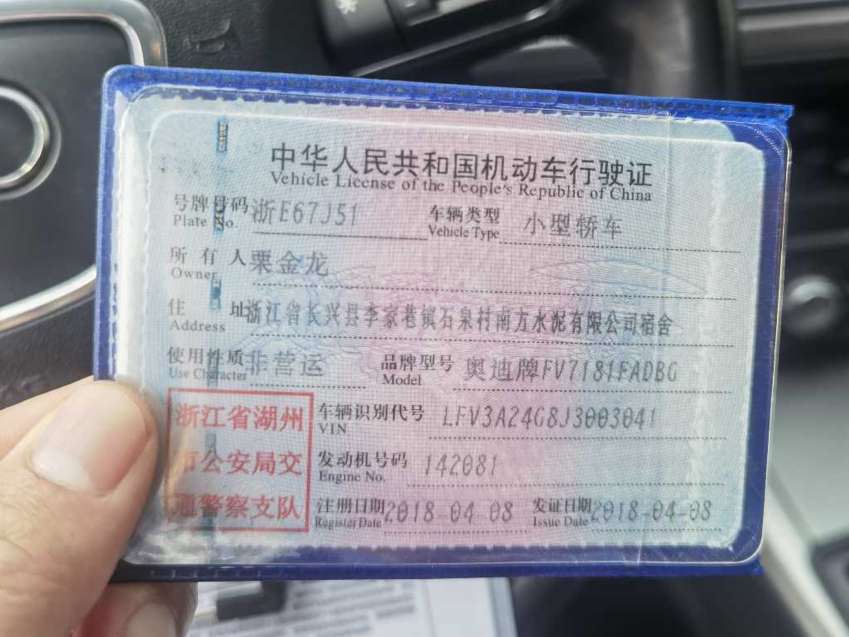 中华人民共和国机动车行驶证
Vehicle License of the People's Republic of China
号牌号码 浙E67J51 车辆类型 小型轿车
Plate No. Vehicle Type
所有人 栗金龙
Owner
住址 浙江省长兴县李家巷镇石泉村南方水泥有限公司宿舍
Address
使用性质 非营运 品牌型号 奥迪牌FV7181FADBG
Use Character Model
浙江省湖州
市公安局交
通警察支队
车辆识别代号 LFV3A24G8J3003041
VIN
发动机号码 142081
Engine No.
注册日期 2018-04-08 发证日期 2018-04-08
Register Date Issue Date